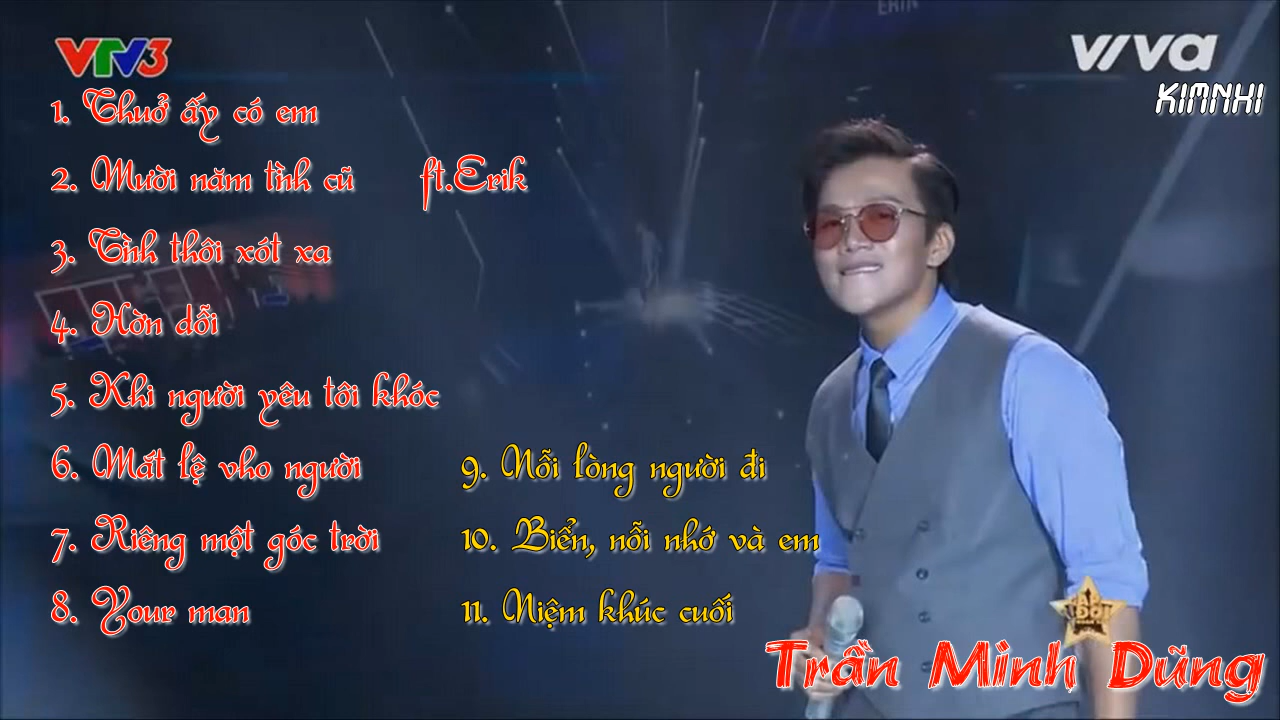 ERIN
VTV3
VIVA
KIMNHI
1. Thuở ấy có em
2. Mười năm tình cũ ft.Erik
3. Tình thôi xót xa
4. Hờn dỗi
5. Khi người yêu tôi khóc
6. Mắt lệ vho người
7. Riêng một góc trời
8. Your man
9. Nỗi lòng người đi
10. Biển, nỗi nhớ và em
11. Niệm khúc cuối
Trần Minh Dũng